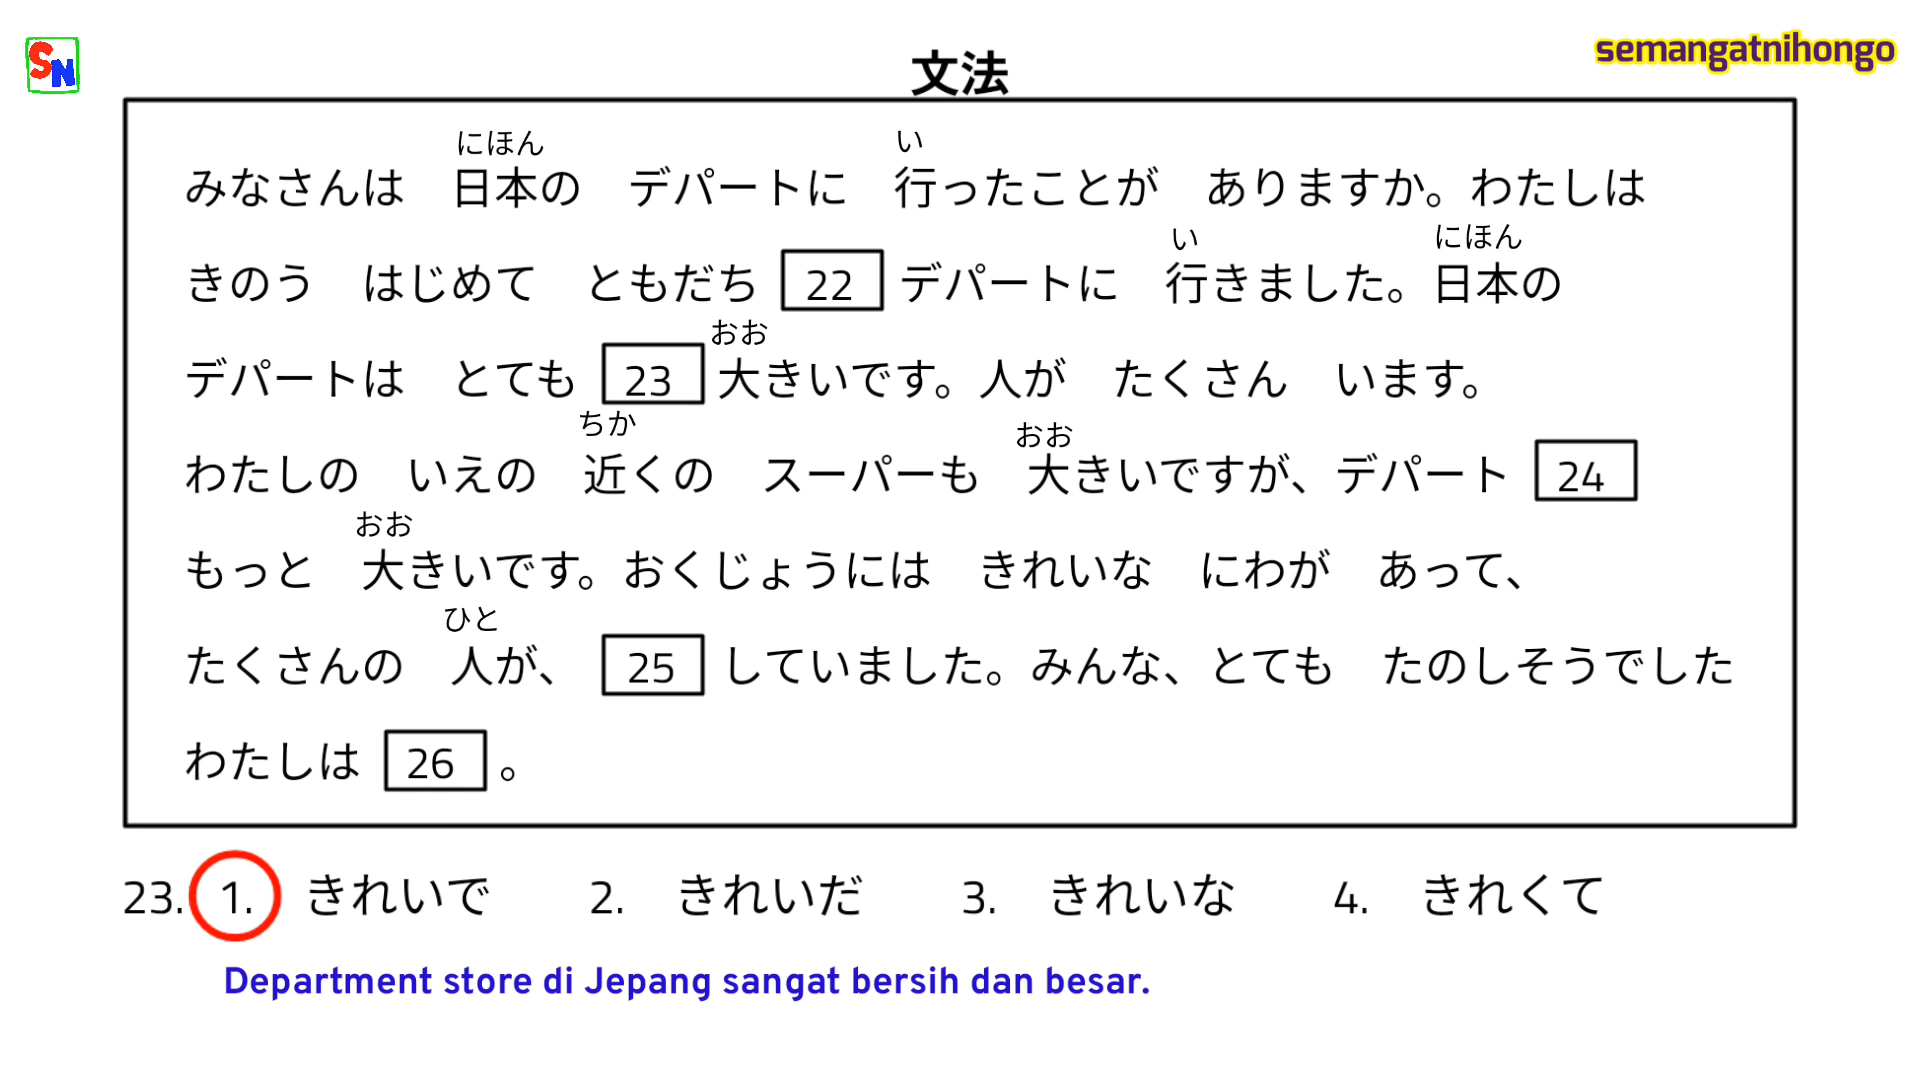 SN
文法
semangatnihongo
にほん い
みなさんは 日本の デパートに 行ったことが ありますか。わたしは
い にほん
きのう はじめて ともだち 22 デパートに 行きました。日本の
おお
デパートは とても 23 大きいです。人が たくさん います。
ちか おお
わたしの いえの 近くの スーパーも 大きいですが、デパート 24
おお
もっと 大きいです。おくじょうには きれいな にわが あって、
ひと
たくさんの 人が、 25 していました。みんな、とても たのしそうでした
わたしは 26 。
23. 1. きれいで 2. きれいだ 3. きれいな 4. きれくて
Department store di Jepang sangat bersih dan besar.